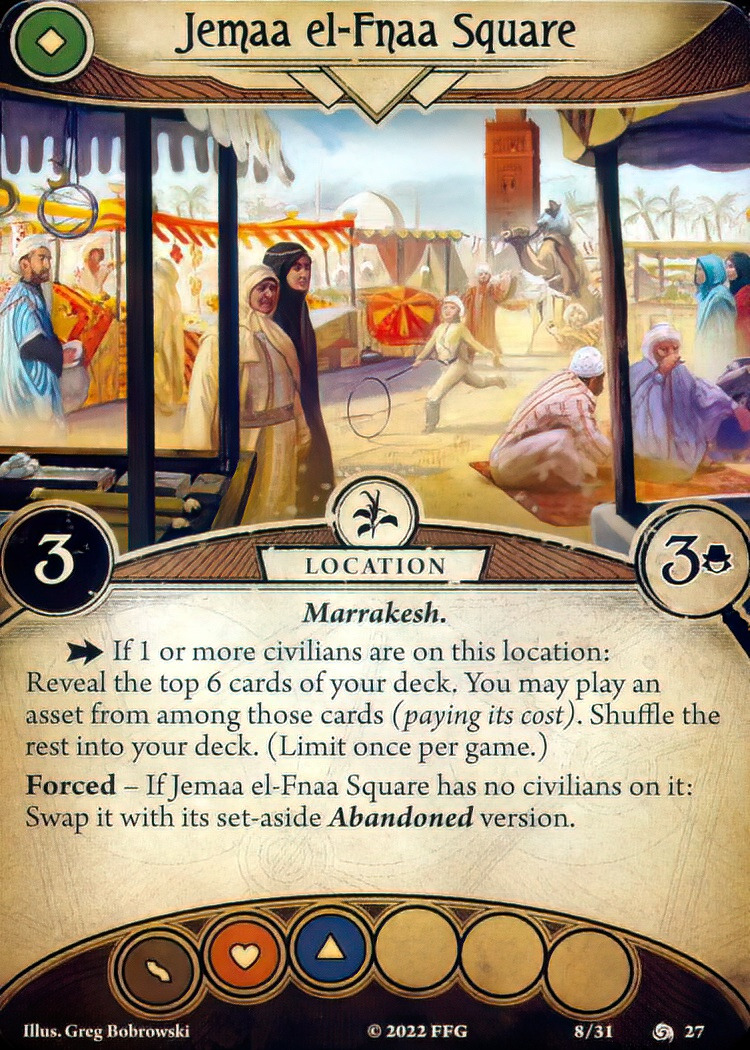 Jemaa el-Fnaa Square
3
3
LOCATION
Marrakesh.
If 1 or more civilians are on this location:
Reveal the top 6 cards of your deck. You may play an
asset from among those cards (paying its cost). Shuffle the
rest into your deck. (Limit once per game.)
Forced – If Jemaa el-Fnaa Square has no civilians on it:
Swap it with its set-aside Abandoned version.
Illus. Greg Bobrowski
© 2022 FFG
8/31
27